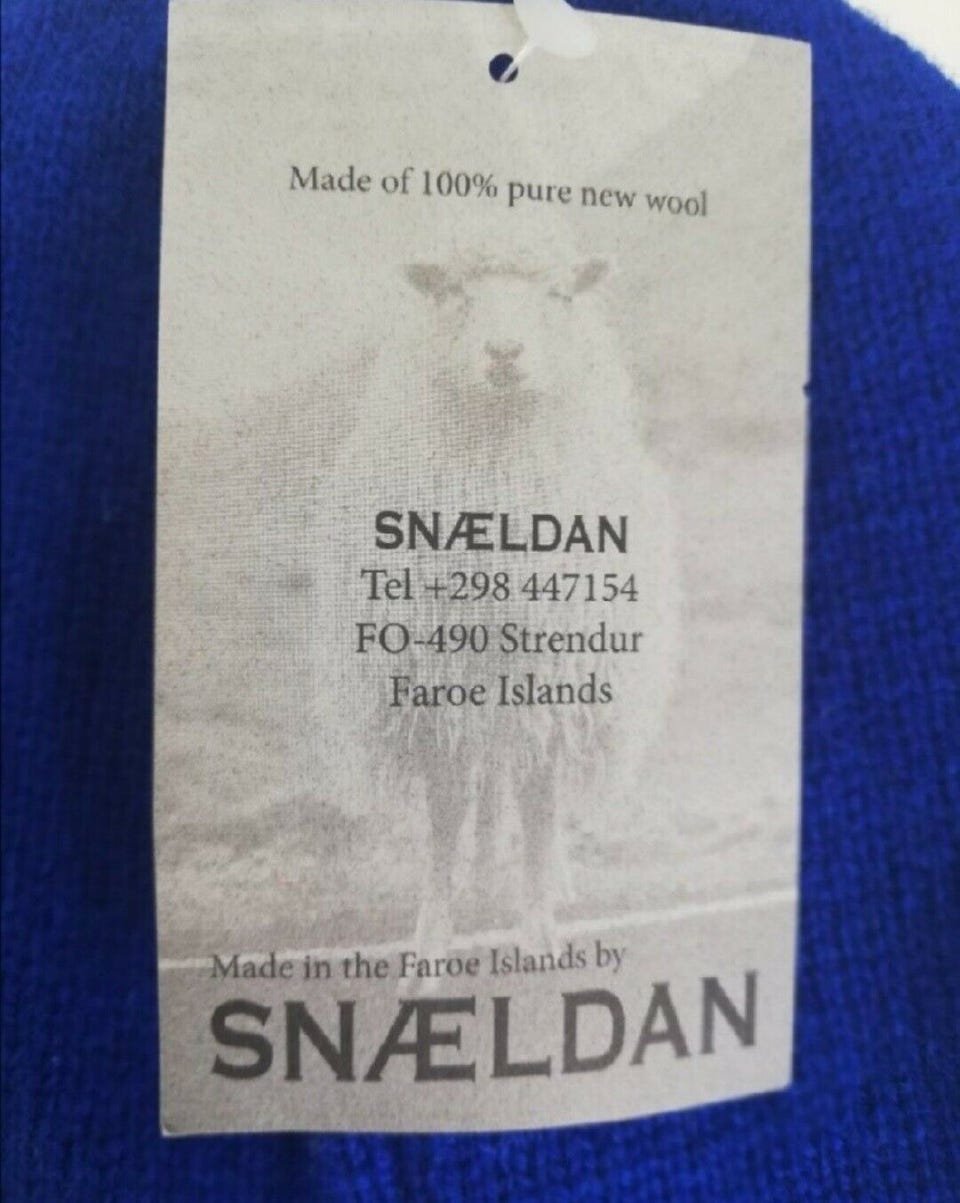 Made of 100% pure new wool
SNÆLDAN
Tel +298 447154
FO-490 Strendur
Faroe Islands
Made in the Faroe Islands by
SNÆLDAN